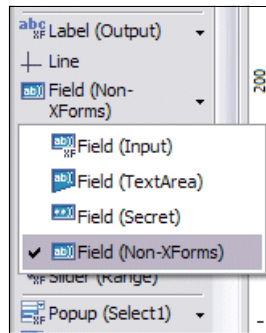 Label (Output)
Line
Field (Non-
XForms)
Field (Input)
Field (TextArea)
Field (Secret)
Field (Non-XForms)
Slider (Range)
Popup (Select1)
200